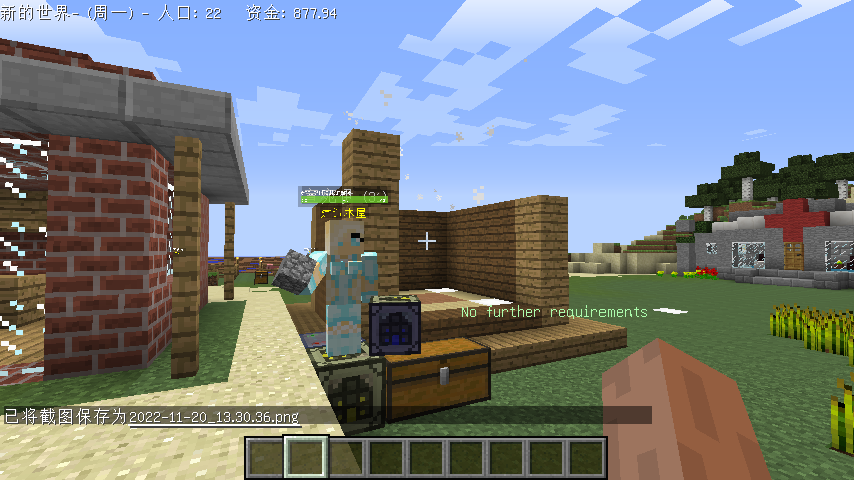 新的世界- (周一) - 人口: 22 资金: 877.94
木屋
No further requirements
已将截图保存为2022-11-20_13.30.36.png